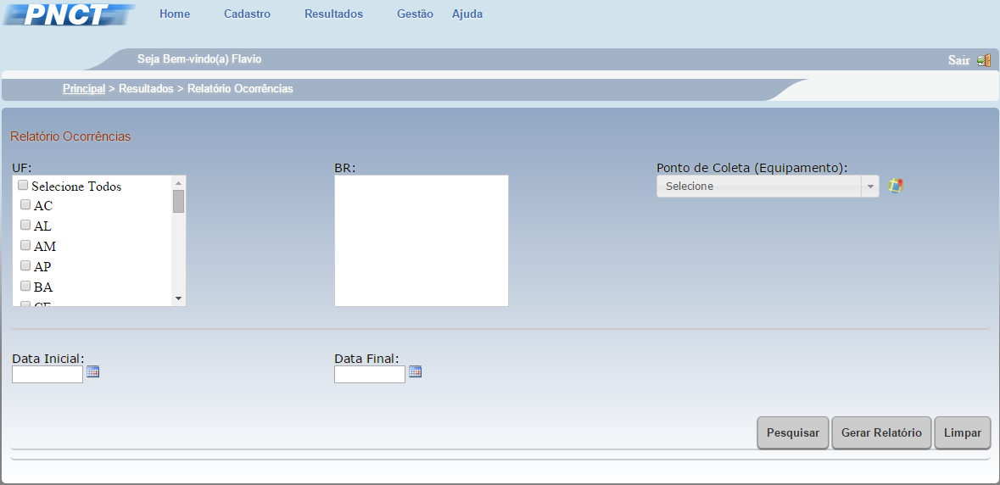 PNCT Home Cadastro Resultados Gestão Ajuda
Seja Bem-vindo(a) Flavio Sair
Principal > Resultados > Relatório Ocorrências
Relatório Ocorrências
UF: BR: Ponto de Coleta (Equipamento):
Selecione Todos Selecione
AC
AL
AM
AP
BA
CE
Data Inicial: Data Final:
Pesquisar Gerar Relatório Limpar